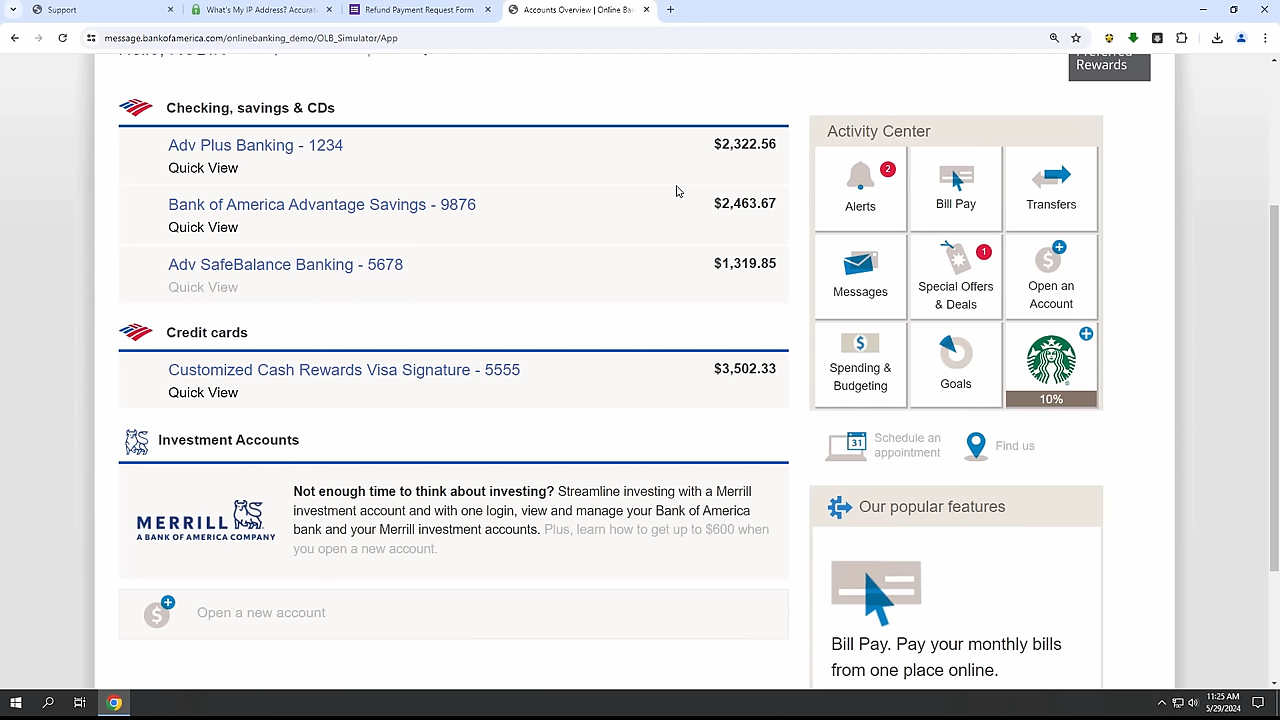 Support
What's My IP Address? Accurat
Refund Payment Request Form
Accounts Overview | Online Ba
message.bankofamerica.com/onlinebanking_demo/OLB_Simulator/App
Rewards
Checking, savings & CDs
Adv Plus Banking - 1234
$2,322.56
Quick View
Bank of America Advantage Savings - 9876
$2,463.67
Quick View
Adv SafeBalance Banking - 5678
$1,319.85
Quick View
Credit cards
Customized Cash Rewards Visa Signature - 5555
$3,502.33
Quick View
Investment Accounts
MERRILL
A BANK OF AMERICA COMPANY
Not enough time to think about investing? Streamline investing with a Merrill
investment account and with one login, view and manage your Bank of America
bank and your Merrill investment accounts. Plus, learn how to get up to $600 when
you open a new account.
$
Open a new account
Activity Center
2
Alerts
Bill Pay
Transfers
Messages
1
Special Offers
& Deals
$
Open an
Account
$
Spending &
Budgeting
Goals
10%
31
Schedule an
appointment
Find us
Our popular features
Bill Pay. Pay your monthly bills
from one place online.
11:25 AM
5/29/2024